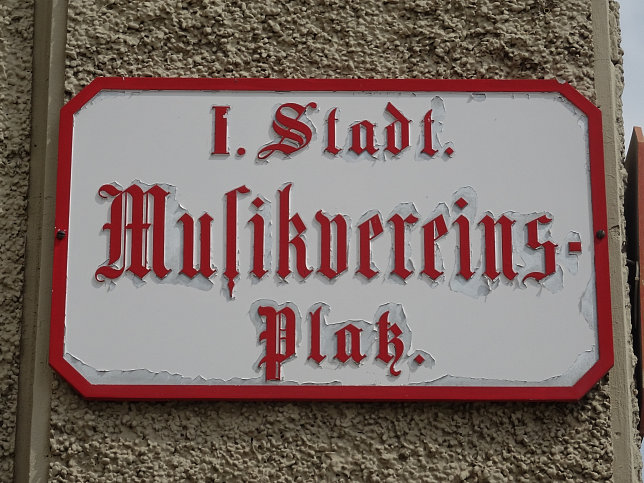 I. Stadt.
Muſikvereins-
Platz.